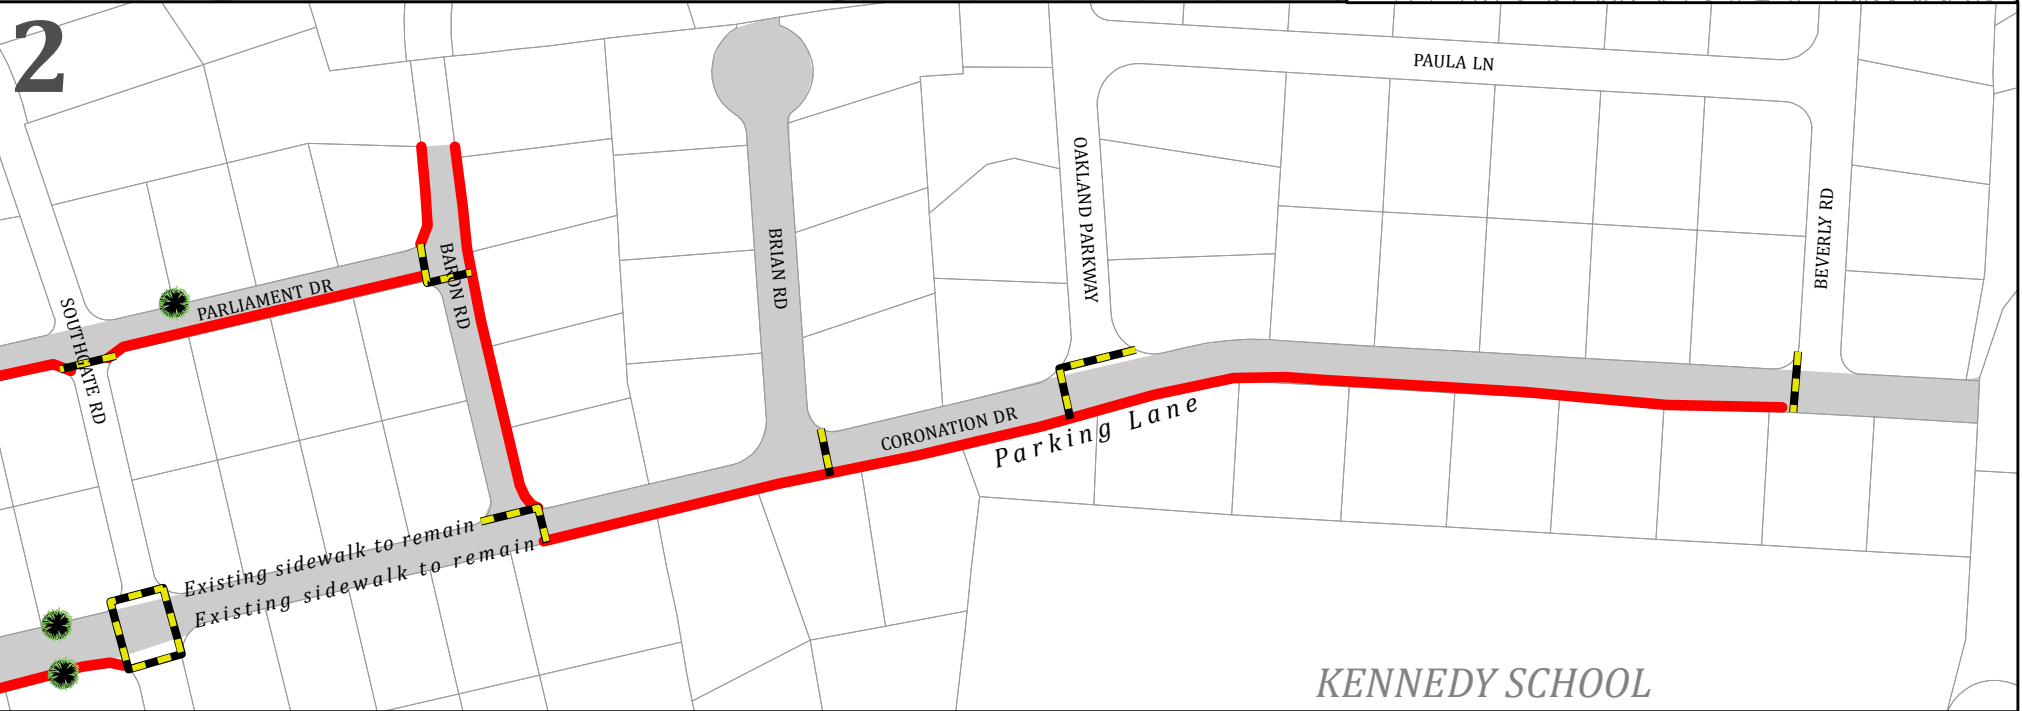 2
PAULA LN
OAKLAND PARKWAY
BEVERLY RD
BRIAN RD
BARON RD
PARLIAMENT DR
SOUTHGATE RD
CORONATION DR
Parking Lane
Existing sidewalk to remain
Existing sidewalk to remain
KENNEDY SCHOOL